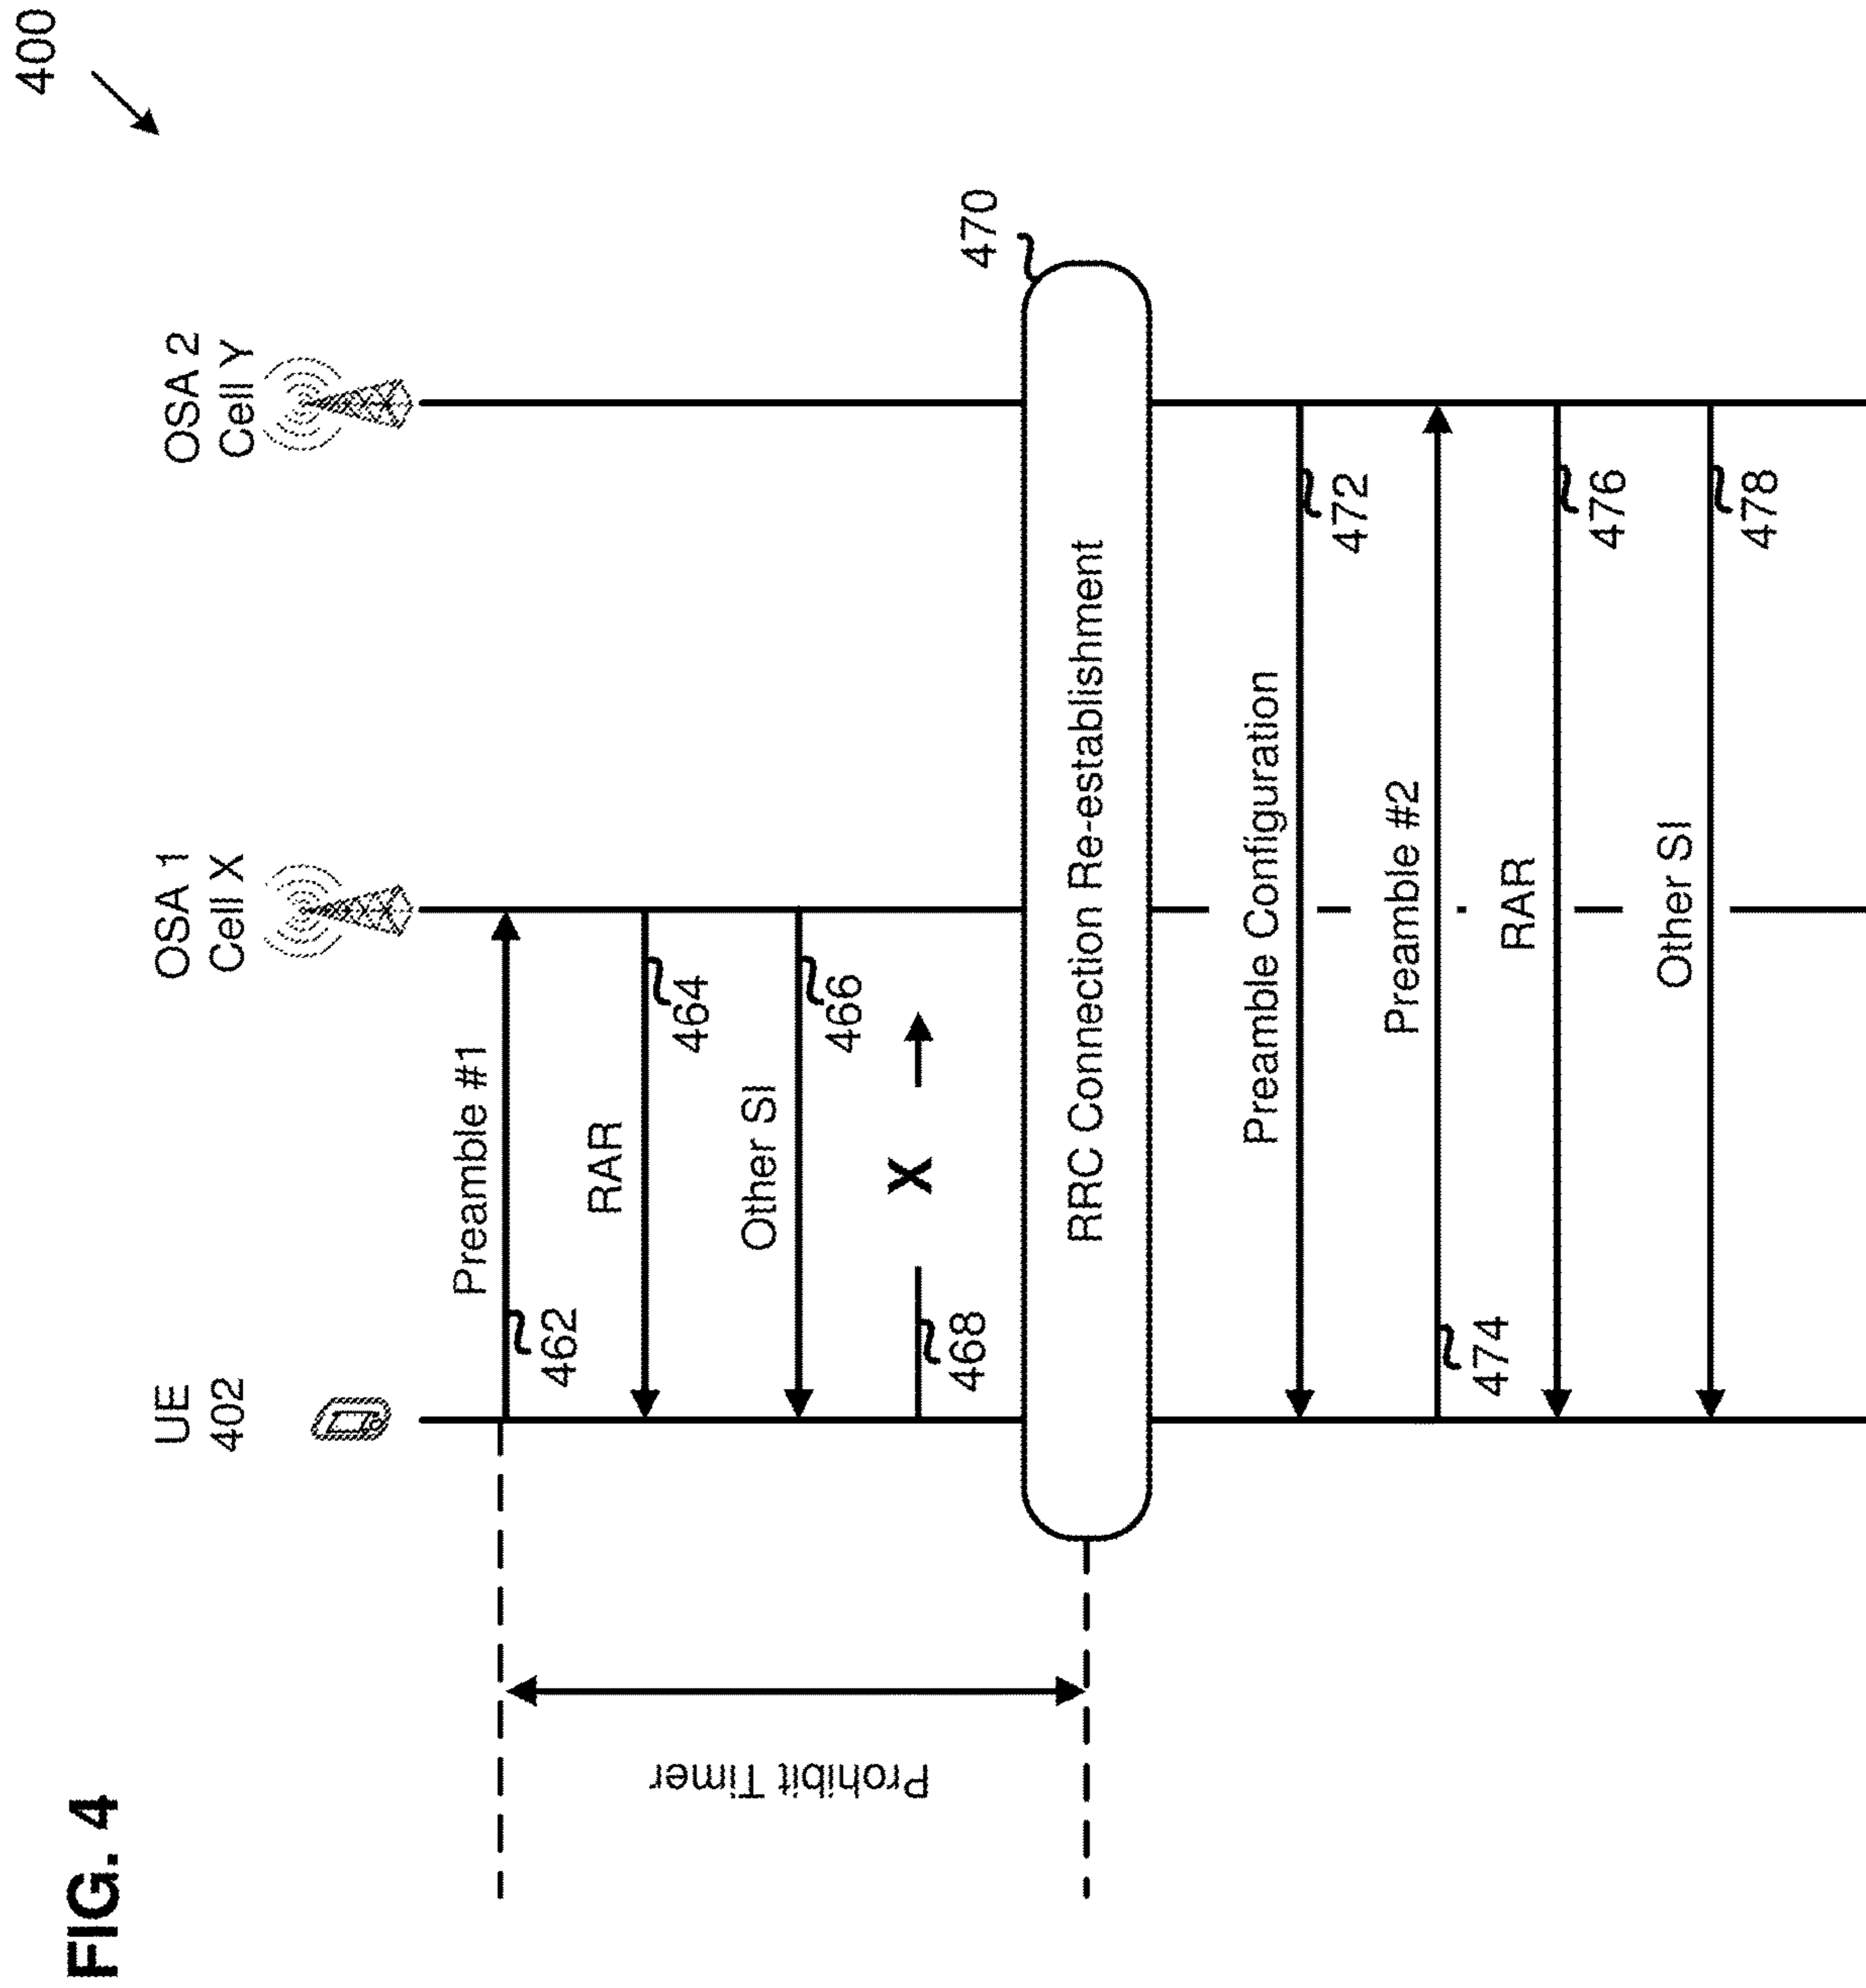 FIG. 4
400
UE
402
OSA 1
Cell X
OSA 2
Cell Y
Prohibit Timer
Preamble #1
462
RAR
464
Other SI
466
X
468
470
RRC Connection Re-establishment
Preamble Configuration
472
Preamble #2
474
RAR
476
Other SI
478